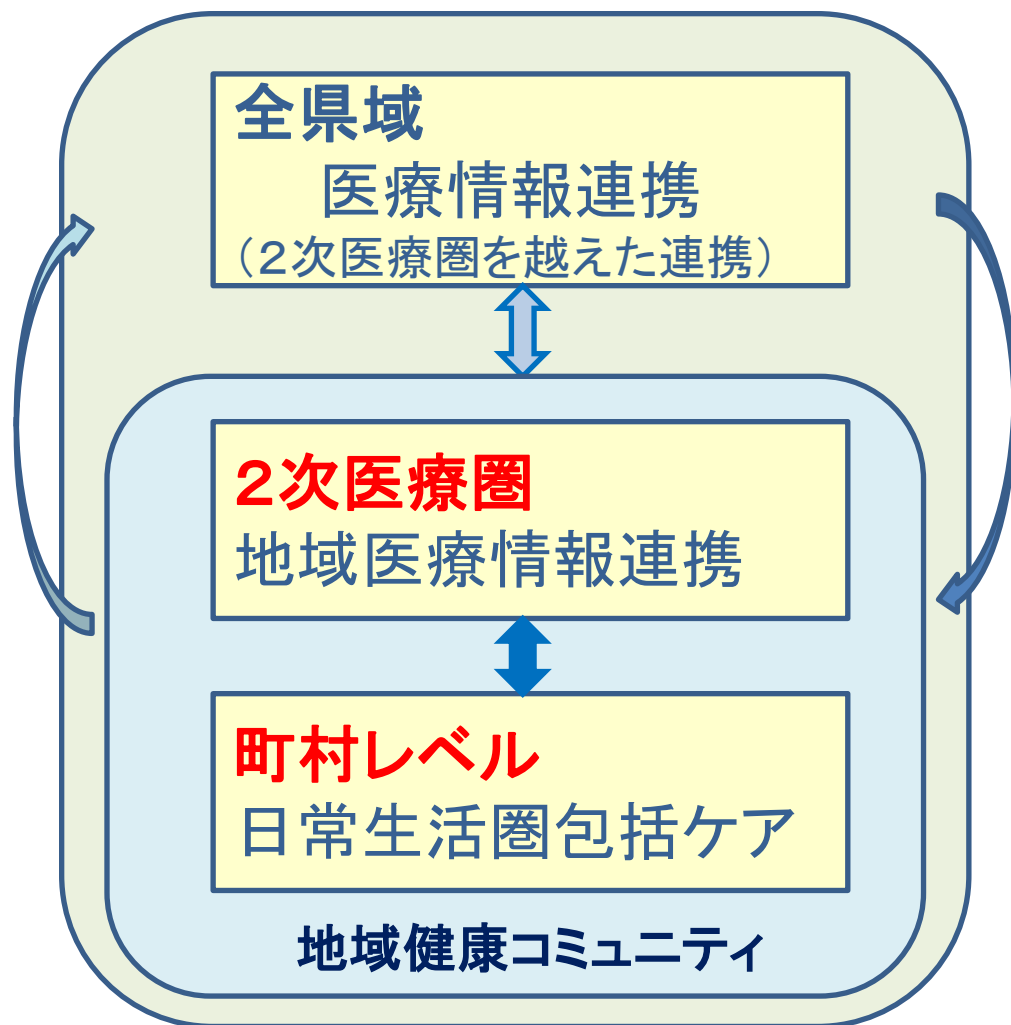 全県域
医療情報連携
（２次医療圏を越えた連携）
２次医療圏
地域医療情報連携
町村レベル
日常生活圏包括ケア
地域健康コミュニティ